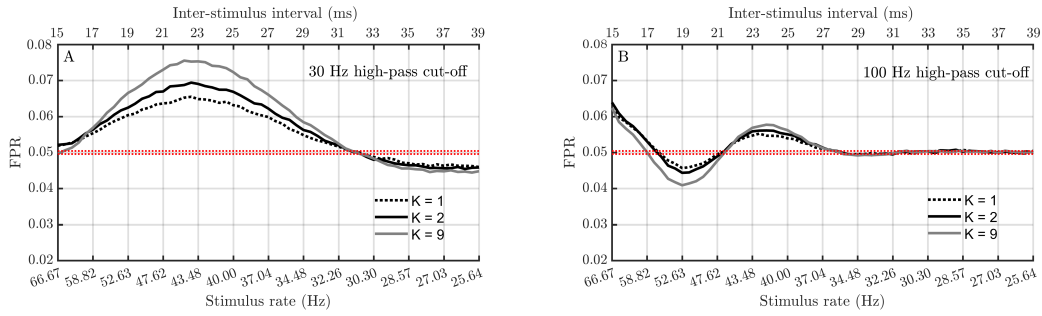 Inter-stimulus interval (ms)
15 17 19 21 23 25 27 29 31 33 35 37 39
A
30 Hz high-pass cut-off
0.08
0.07
0.06
0.05
0.04
0.03
0.02
FPR
K = 1
K = 2
K = 9
66.67 58.82 52.63 47.62 43.48 40.00 37.04 34.48 32.26 30.30 28.57 27.03 25.64
Stimulus rate (Hz)
Inter-stimulus interval (ms)
15 17 19 21 23 25 27 29 31 33 35 37 39
B
100 Hz high-pass cut-off
0.08
0.07
0.06
0.05
0.04
0.03
0.02
FPR
K = 1
K = 2
K = 9
66.67 58.82 52.63 47.62 43.48 40.00 37.04 34.48 32.26 30.30 28.57 27.03 25.64
Stimulus rate (Hz)